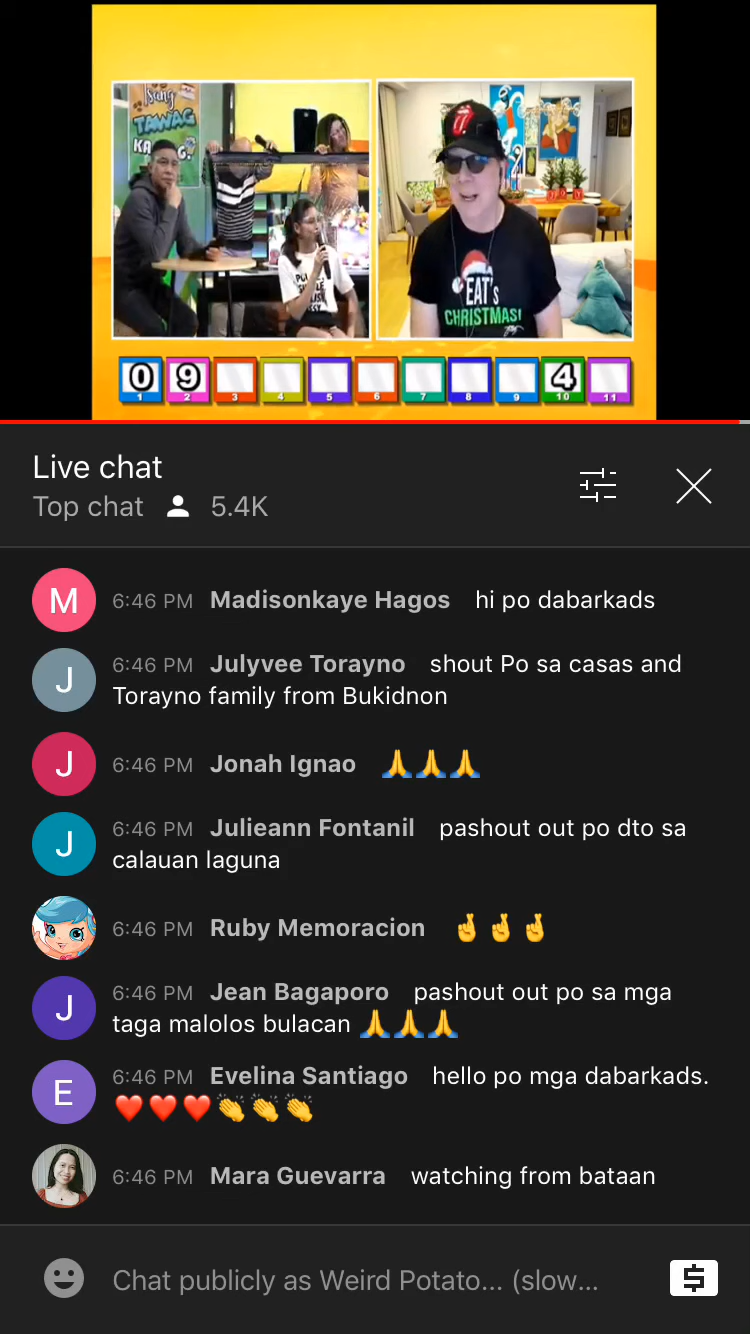 Isang
TAWAG
KA
G!
EAT'S
CHRISTMAS!
0 9 4
1 2 3 4 5 6 7 8 9 10 11
Live chat
Top chat 5.4K
M 6:46 PM Madisonkaye Hagos hi po dabarkads
J 6:46 PM Julyvee Torayno shout Po sa casas and
Torayno family from Bukidnon
J 6:46 PM Jonah Ignao 🙏🙏🙏
J 6:46 PM Julieann Fontanil pashout out po dto sa
calauan laguna
6:46 PM Ruby Memoracion 🤞🤞🤞
J 6:46 PM Jean Bagaporo pashout out po sa mga
taga malolos bulacan 🙏🙏🙏
E 6:46 PM Evelina Santiago hello po mga dabarkads.
❤️❤️❤️👏👏👏
6:46 PM Mara Guevarra watching from bataan
Chat publicly as Weird Potato... (slow...
$